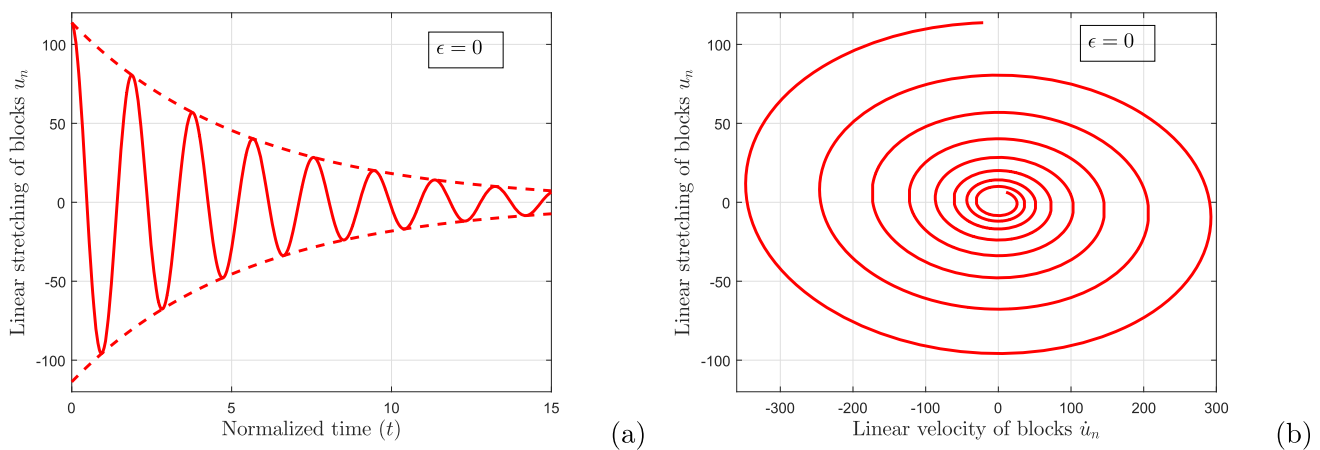 100
50
0
-50
-100
0
5
10
15
Linear stretching of blocks u_n
Normalized time (t)
ϵ = 0
(a)
100
50
0
-50
-100
-300
-200
-100
0
100
200
300
Linear stretching of blocks u_n
Linear velocity of blocks u̇_n
ϵ = 0
(b)